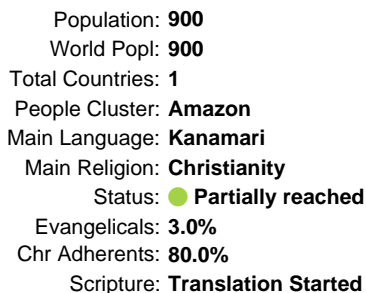 Population: 900
World Popl: 900
Total Countries: 1
People Cluster: Amazon
Main Language: Kanamari
Main Religion: Christianity
Status: Partially reached
Evangelicals: 3.0%
Chr Adherents: 80.0%
Scripture: Translation Started